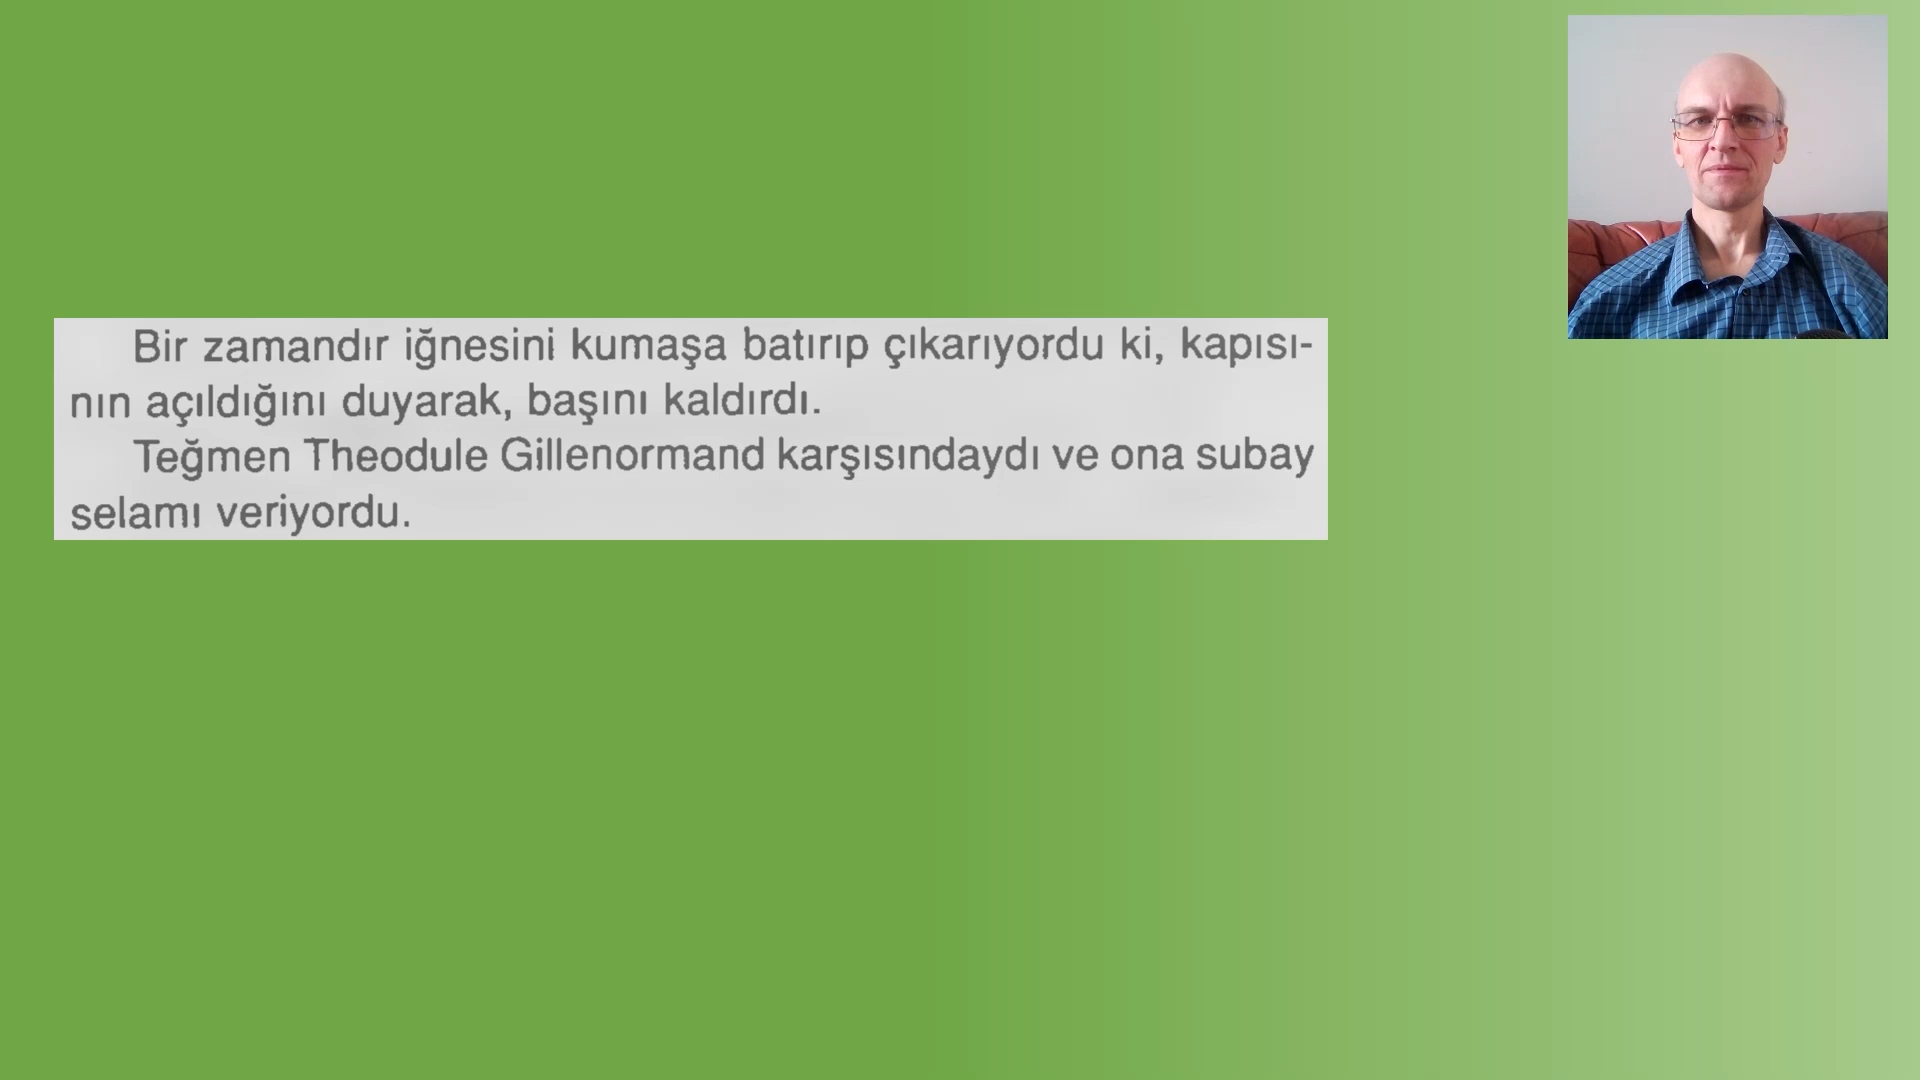 Bir zamandır iğnesini kumaşa batırıp çıkarıyordu ki, kapısı-
nın açıldığını duyarak, başını kaldırdı.
Teğmen Theodule Gillenormand karşısındaydı ve ona subay
selamı veriyordu.